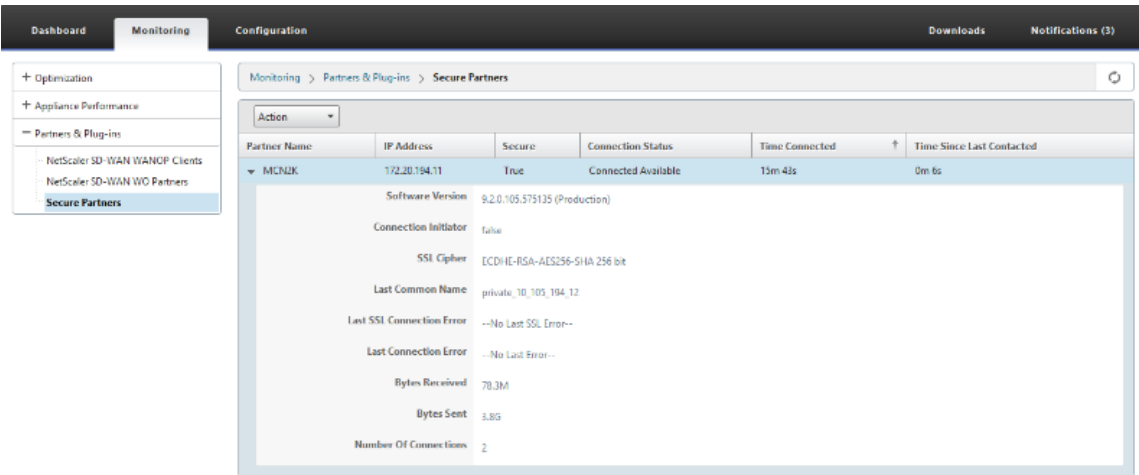 Dashboard Monitoring Configuration Downloads Notifications (3)
+ Optimization
+ Appliance Performance
− Partners & Plug-ins
NetScaler SD-WAN WANOP Clients
NetScaler SD-WAN WO Partners
Secure Partners
Monitoring > Partners & Plug-ins > Secure Partners
Action
Partner Name IP Address Secure Connection Status Time Connected ↑ Time Since Last Contacted
MCN2K 172.20.194.11 True Connected Available 15m 43s 0m 6s
Software Version 9.2.0.105.575135 (Production)
Connection Initiator false
SSL Cipher ECDHE-RSA-AES256-SHA 256 bit
Last Common Name private_10_105_194_12
Last SSL Connection Error --No Last SSL Error--
Last Connection Error --No Last Error--
Bytes Received 78.3M
Bytes Sent 3.8G
Number Of Connections 2